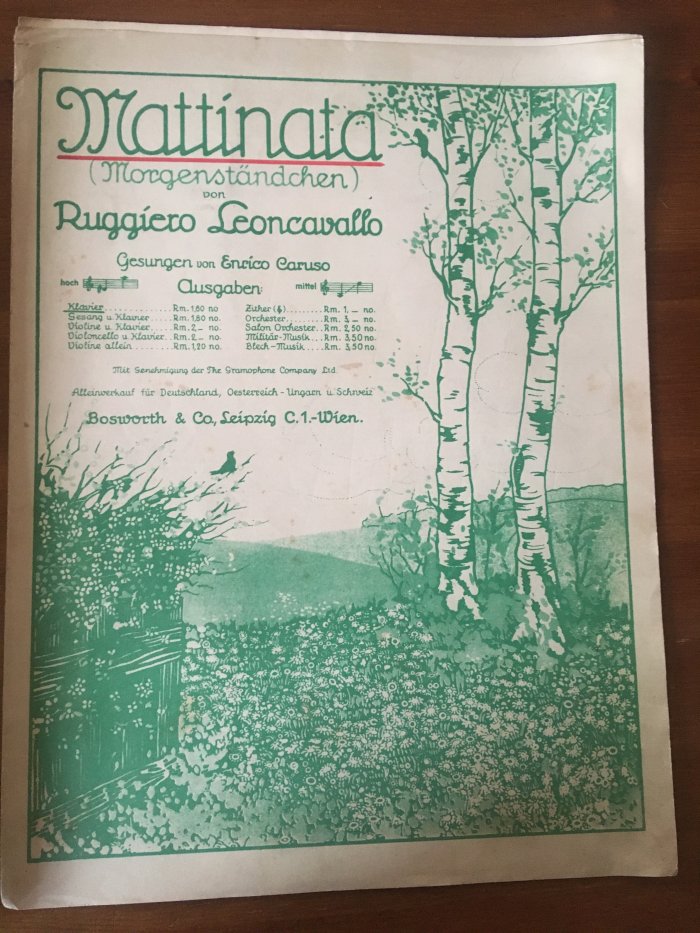 Mattinata
(Morgenständchen)
von
Ruggiero Leoncavallo
Gesungen von Enrico Caruso
hoch Ausgaben: mittel
Klavier ........... Rm. 1,80 no
Gesang u. Klavier .... Rm. 1,80 no.
Violine u. Klavier ... Rm. 2.— no.
Violoncello u. Klavier .. Rm. 2.— no.
Violine allein ...... Rm. 1,20 no.
Zither (𝄞) ....... Rm. 1. — no.
Orchester ....... Rm. 3. — no.
Salon Orchester .. Rm. 2,50 no.
Militär-Musik ... Rm. 3,50 no.
Blech-Musik .... Rm. 3,50 no.
Mit Genehmigung der The Gramophone Company Ltd.
Alleinverkauf für Deutschland, Oesterreich-Ungarn u. Schweiz
Bosworth & Co, Leipzig C.1.-Wien.